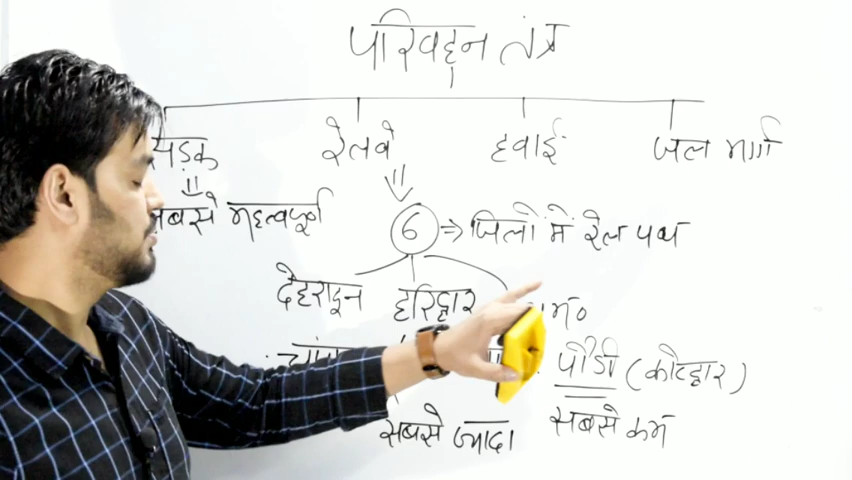 परिवहन तंत्र
सड़क रेलवे हवाई जल मार्ग
सबसे महत्वपूर्ण 6 ⇒ जिलों में रेल पथ
देहरादून हरिद्वार
पौडी (कोटद्वार)
सबसे ज्यादा सबसे कम